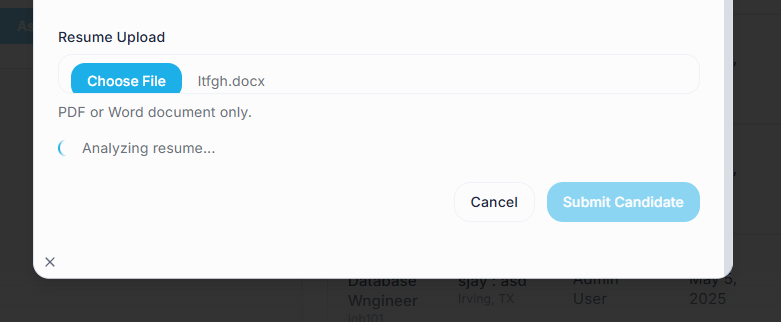 As
Resume Upload
Choose File ltfgh.docx
PDF or Word document only.
Analyzing resume...
Cancel Submit Candidate
Database sjay : asd Admin May 5,
Wngineer Irving, TX User 2025
job101